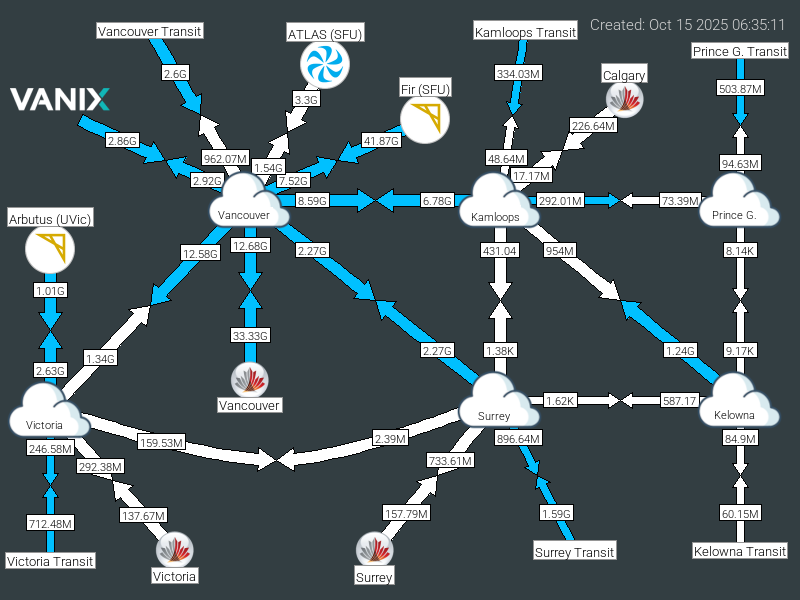 Created: Oct 15 2025 06:35:11
Vancouver Transit
ATLAS (SFU)
Kamloops Transit
Prince G. Transit
2.6G
334.03M
Calgary
503.87M
Fir (SFU)
VANIX
3.3G
226.64M
2.86G
41.87G
962.07M
1.54G
48.64M
17.17M
94.63M
2.92G
7.52G
8.59G
6.78G
292.01M
73.39M
Vancouver
Kamloops
Prince G.
Arbutus (UVic)
12.58G
12.68G
2.27G
431.04
954M
8.14K
1.01G
33.33G
1.34G
2.27G
1.38K
1.24G
9.17K
2.63G
Vancouver
1.62K
587.17
Victoria
Surrey
Kelowna
246.58M
159.53M
2.39M
896.64M
84.9M
292.38M
733.61M
712.48M
137.67M
157.79M
1.59G
60.15M
Victoria Transit
Victoria
Surrey
Surrey Transit
Kelowna Transit